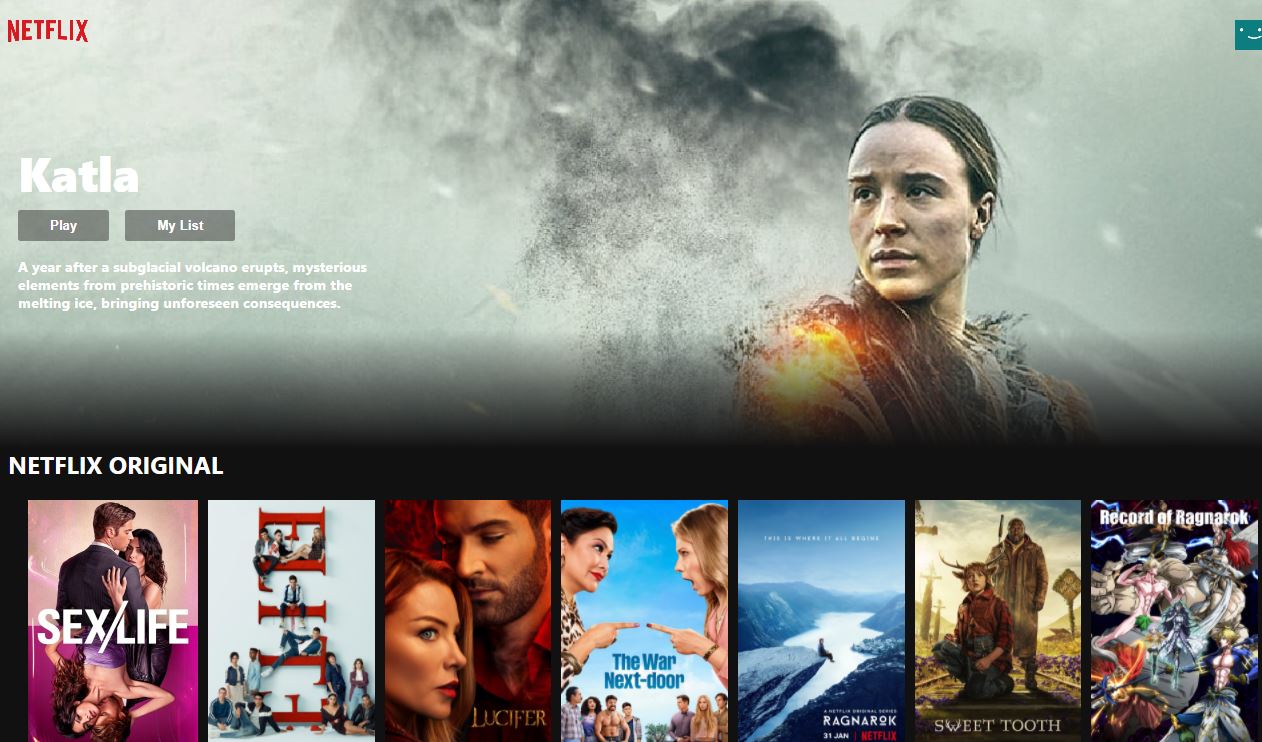 NETFLIX
Katla
Play
My List
A year after a subglacial volcano erupts, mysterious
elements from prehistoric times emerge from the
melting ice, bringing unforeseen consequences.
NETFLIX ORIGINAL
SEX/LIFE
ELITE
LUCIFER
The War
Next-door
THIS IS WHERE IT ALL BEGINS
A NETFLIX ORIGINAL SERIES
RAGNARØK
31 JAN | NETFLIX
SWEET TOOTH
Record of Ragnarok